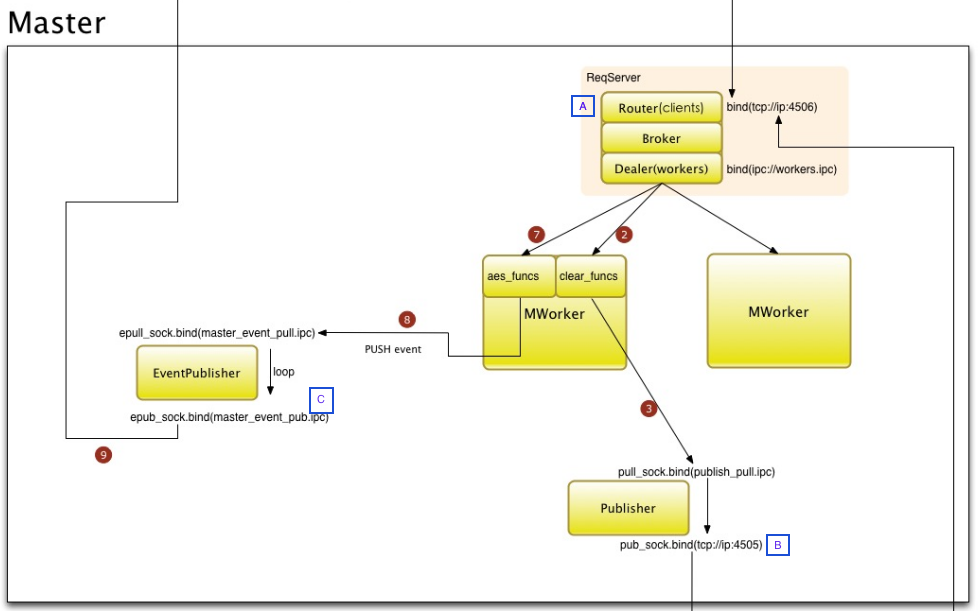 Master
ReqServer
A
Router(clients)
bind(tcp://ip:4506)
Broker
Dealer(workers)
bind(ipc://workers.ipc)
7
2
aes_funcs
clear_funcs
MWorker
MWorker
8
epull_sock.bind(master_event_pull.ipc)
PUSH event
EventPublisher
loop
C
epub_sock.bind(master_event_pub.ipc)
3
9
pull_sock.bind(publish_pull.ipc)
Publisher
pub_sock.bind(tcp://ip:4505)
B